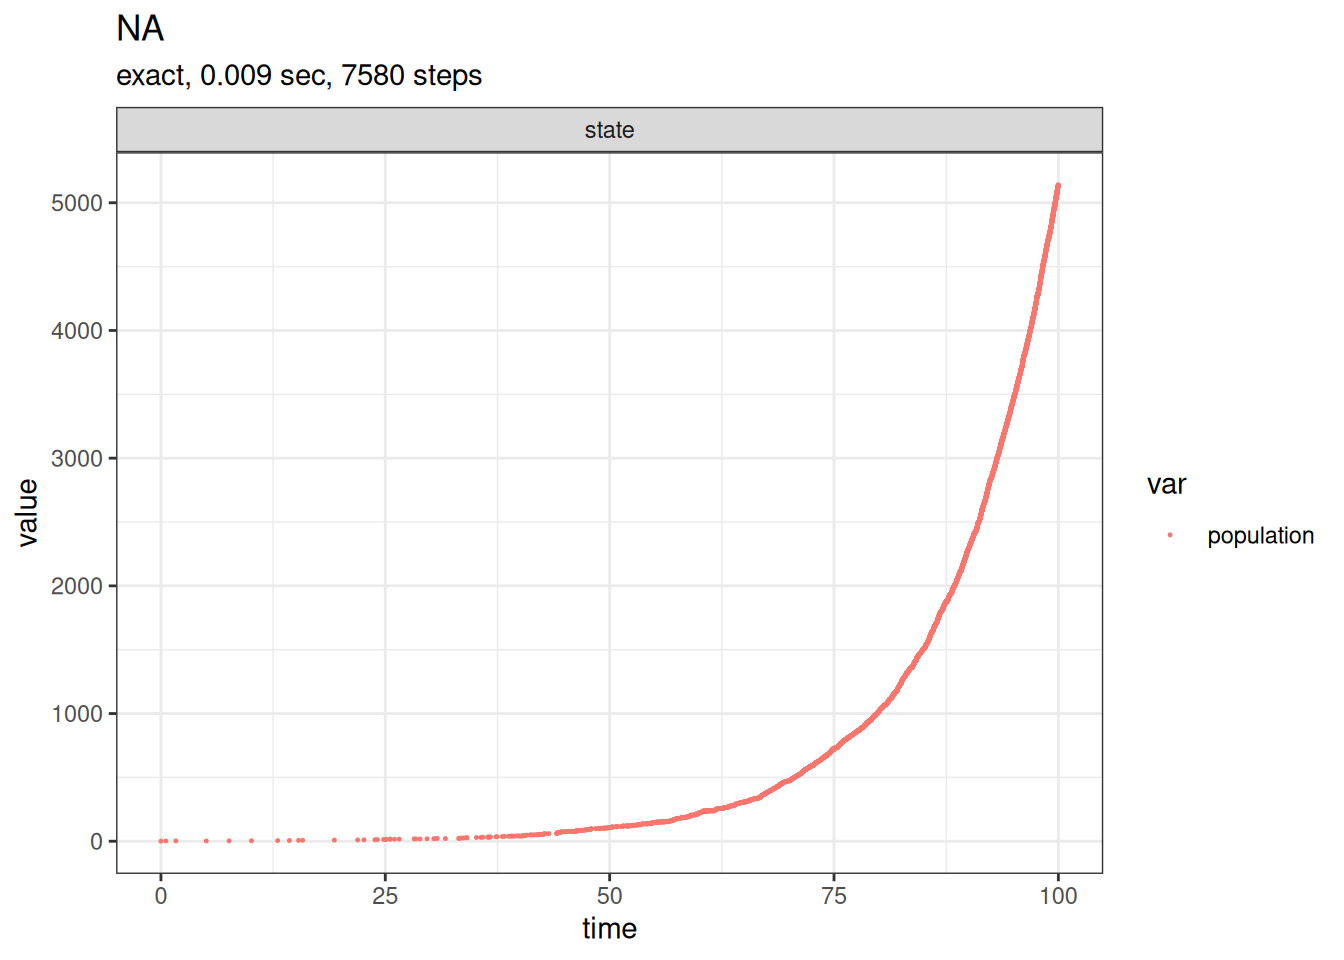 NA
exact, 0.009 sec, 7580 steps
state
5000
4000
3000
2000
1000
0
value
0 25 50 75 100
time
var
population